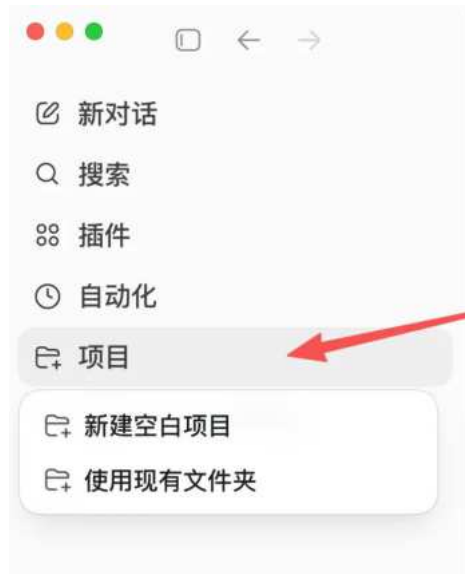 新对话
搜索
插件
自动化
项目
新建空白项目
使用现有文件夹